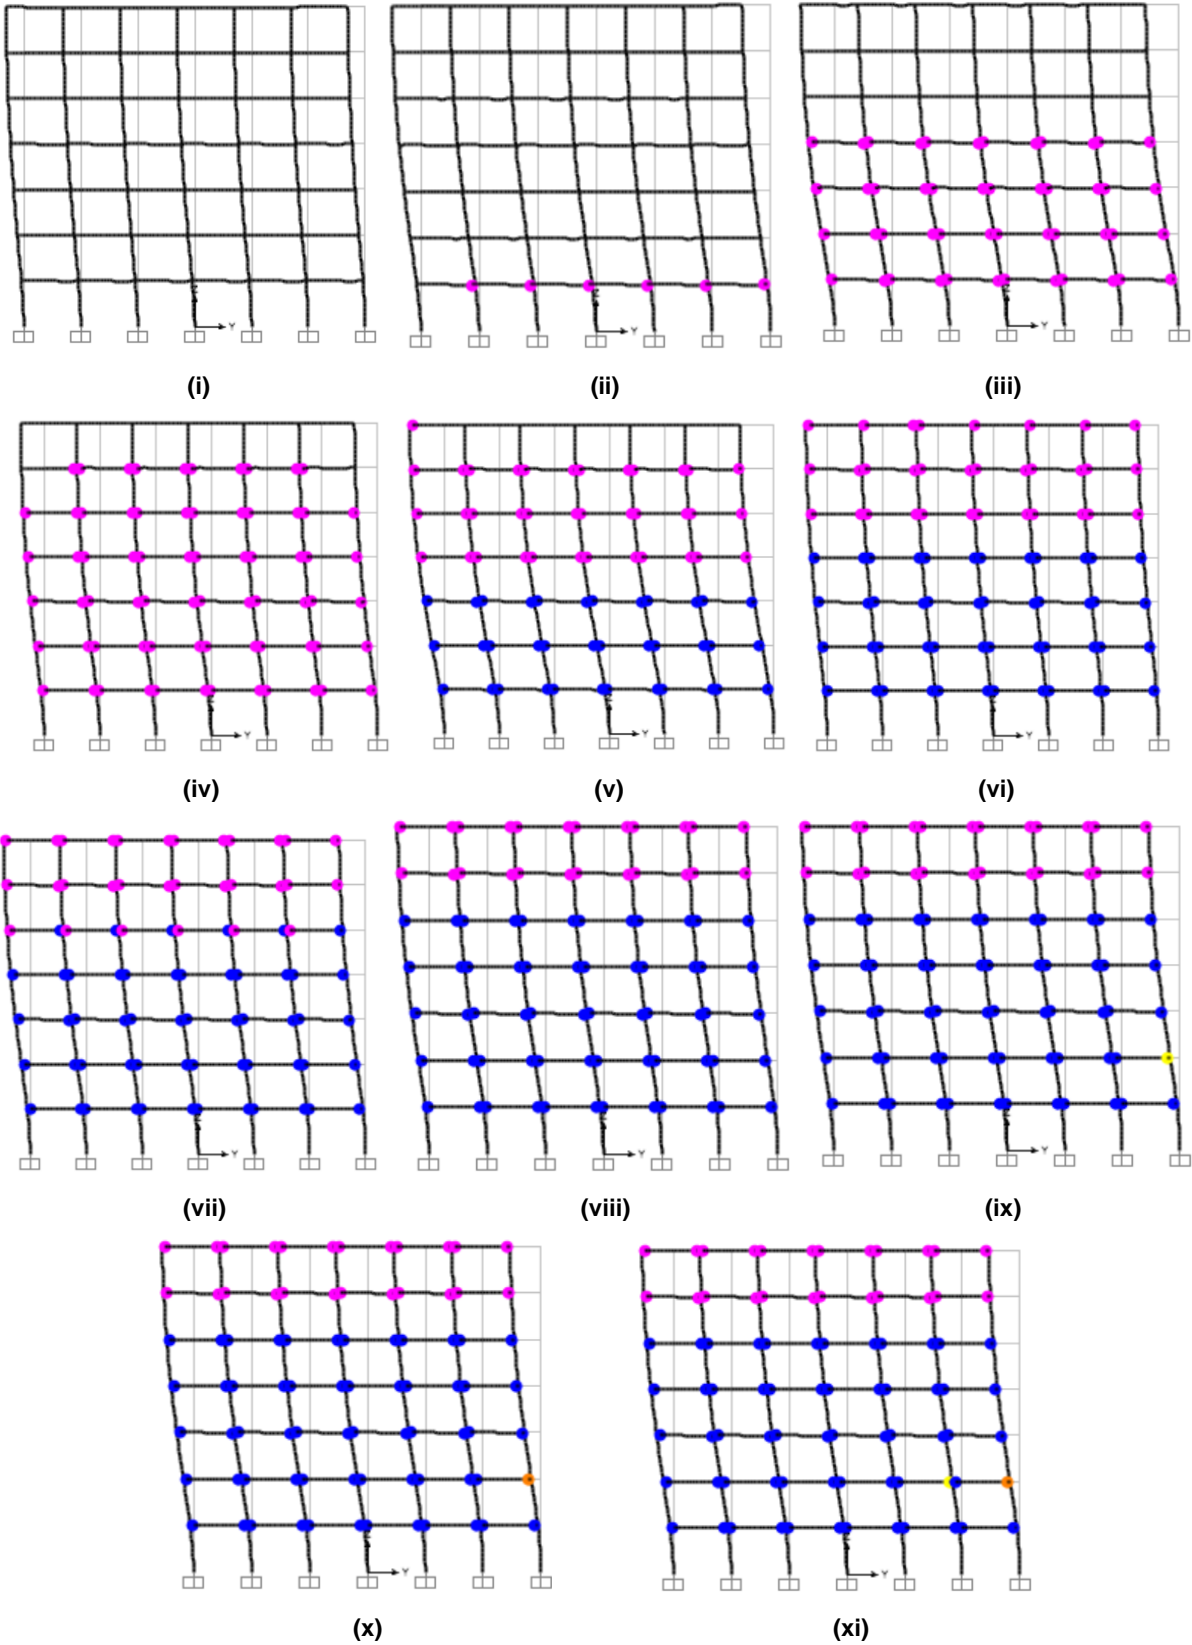 Y Y Y
(i) (ii) (iii)
Y Y Y
(iv) (v) (vi)
Y Y Y
(vii) (viii) (ix)
Y Y
(x) (xi)